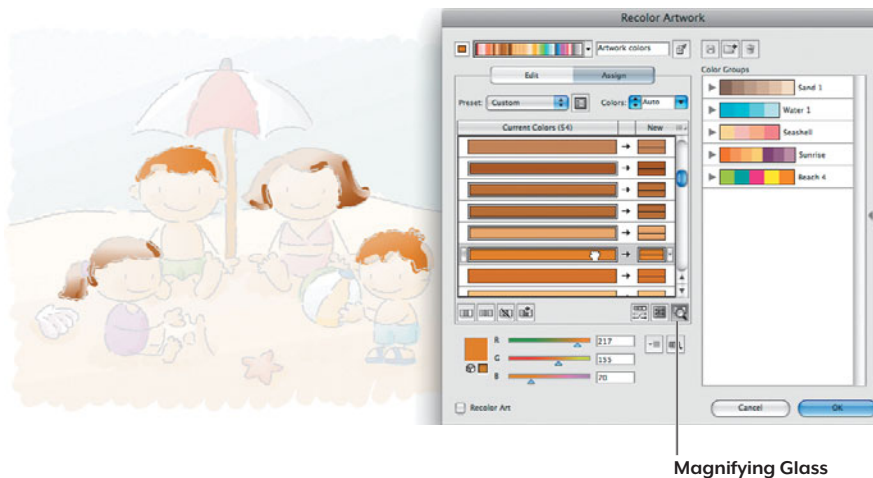 Recolor Artwork
Artwork colors
Edit Assign
Color Groups
Preset: Custom Colors: Auto
Current Colors (54) New
Sand 1
Water 1
Seashell
Sunrise
Beach 4
R 217
G 133
B 70
Recolor Art
Cancel OK
Magnifying Glass